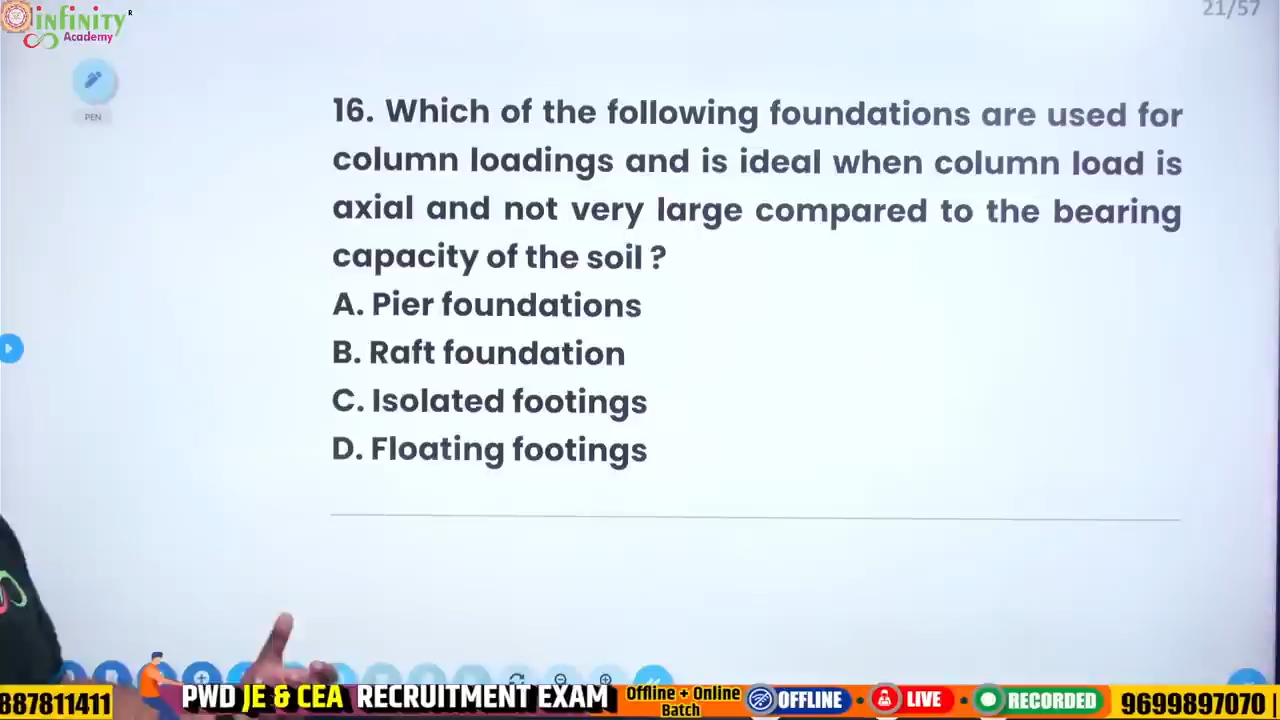 infinity
Academy
21/57
PEN
16. Which of the following foundations are used for
column loadings and is ideal when column load is
axial and not very large compared to the bearing
capacity of the soil ?
A. Pier foundations
B. Raft foundation
C. Isolated footings
D. Floating footings
887811411
PWD JE & CEA RECRUITMENT EXAM
Offline + Online
Batch
OFFLINE
LIVE
RECORDED
9699897070